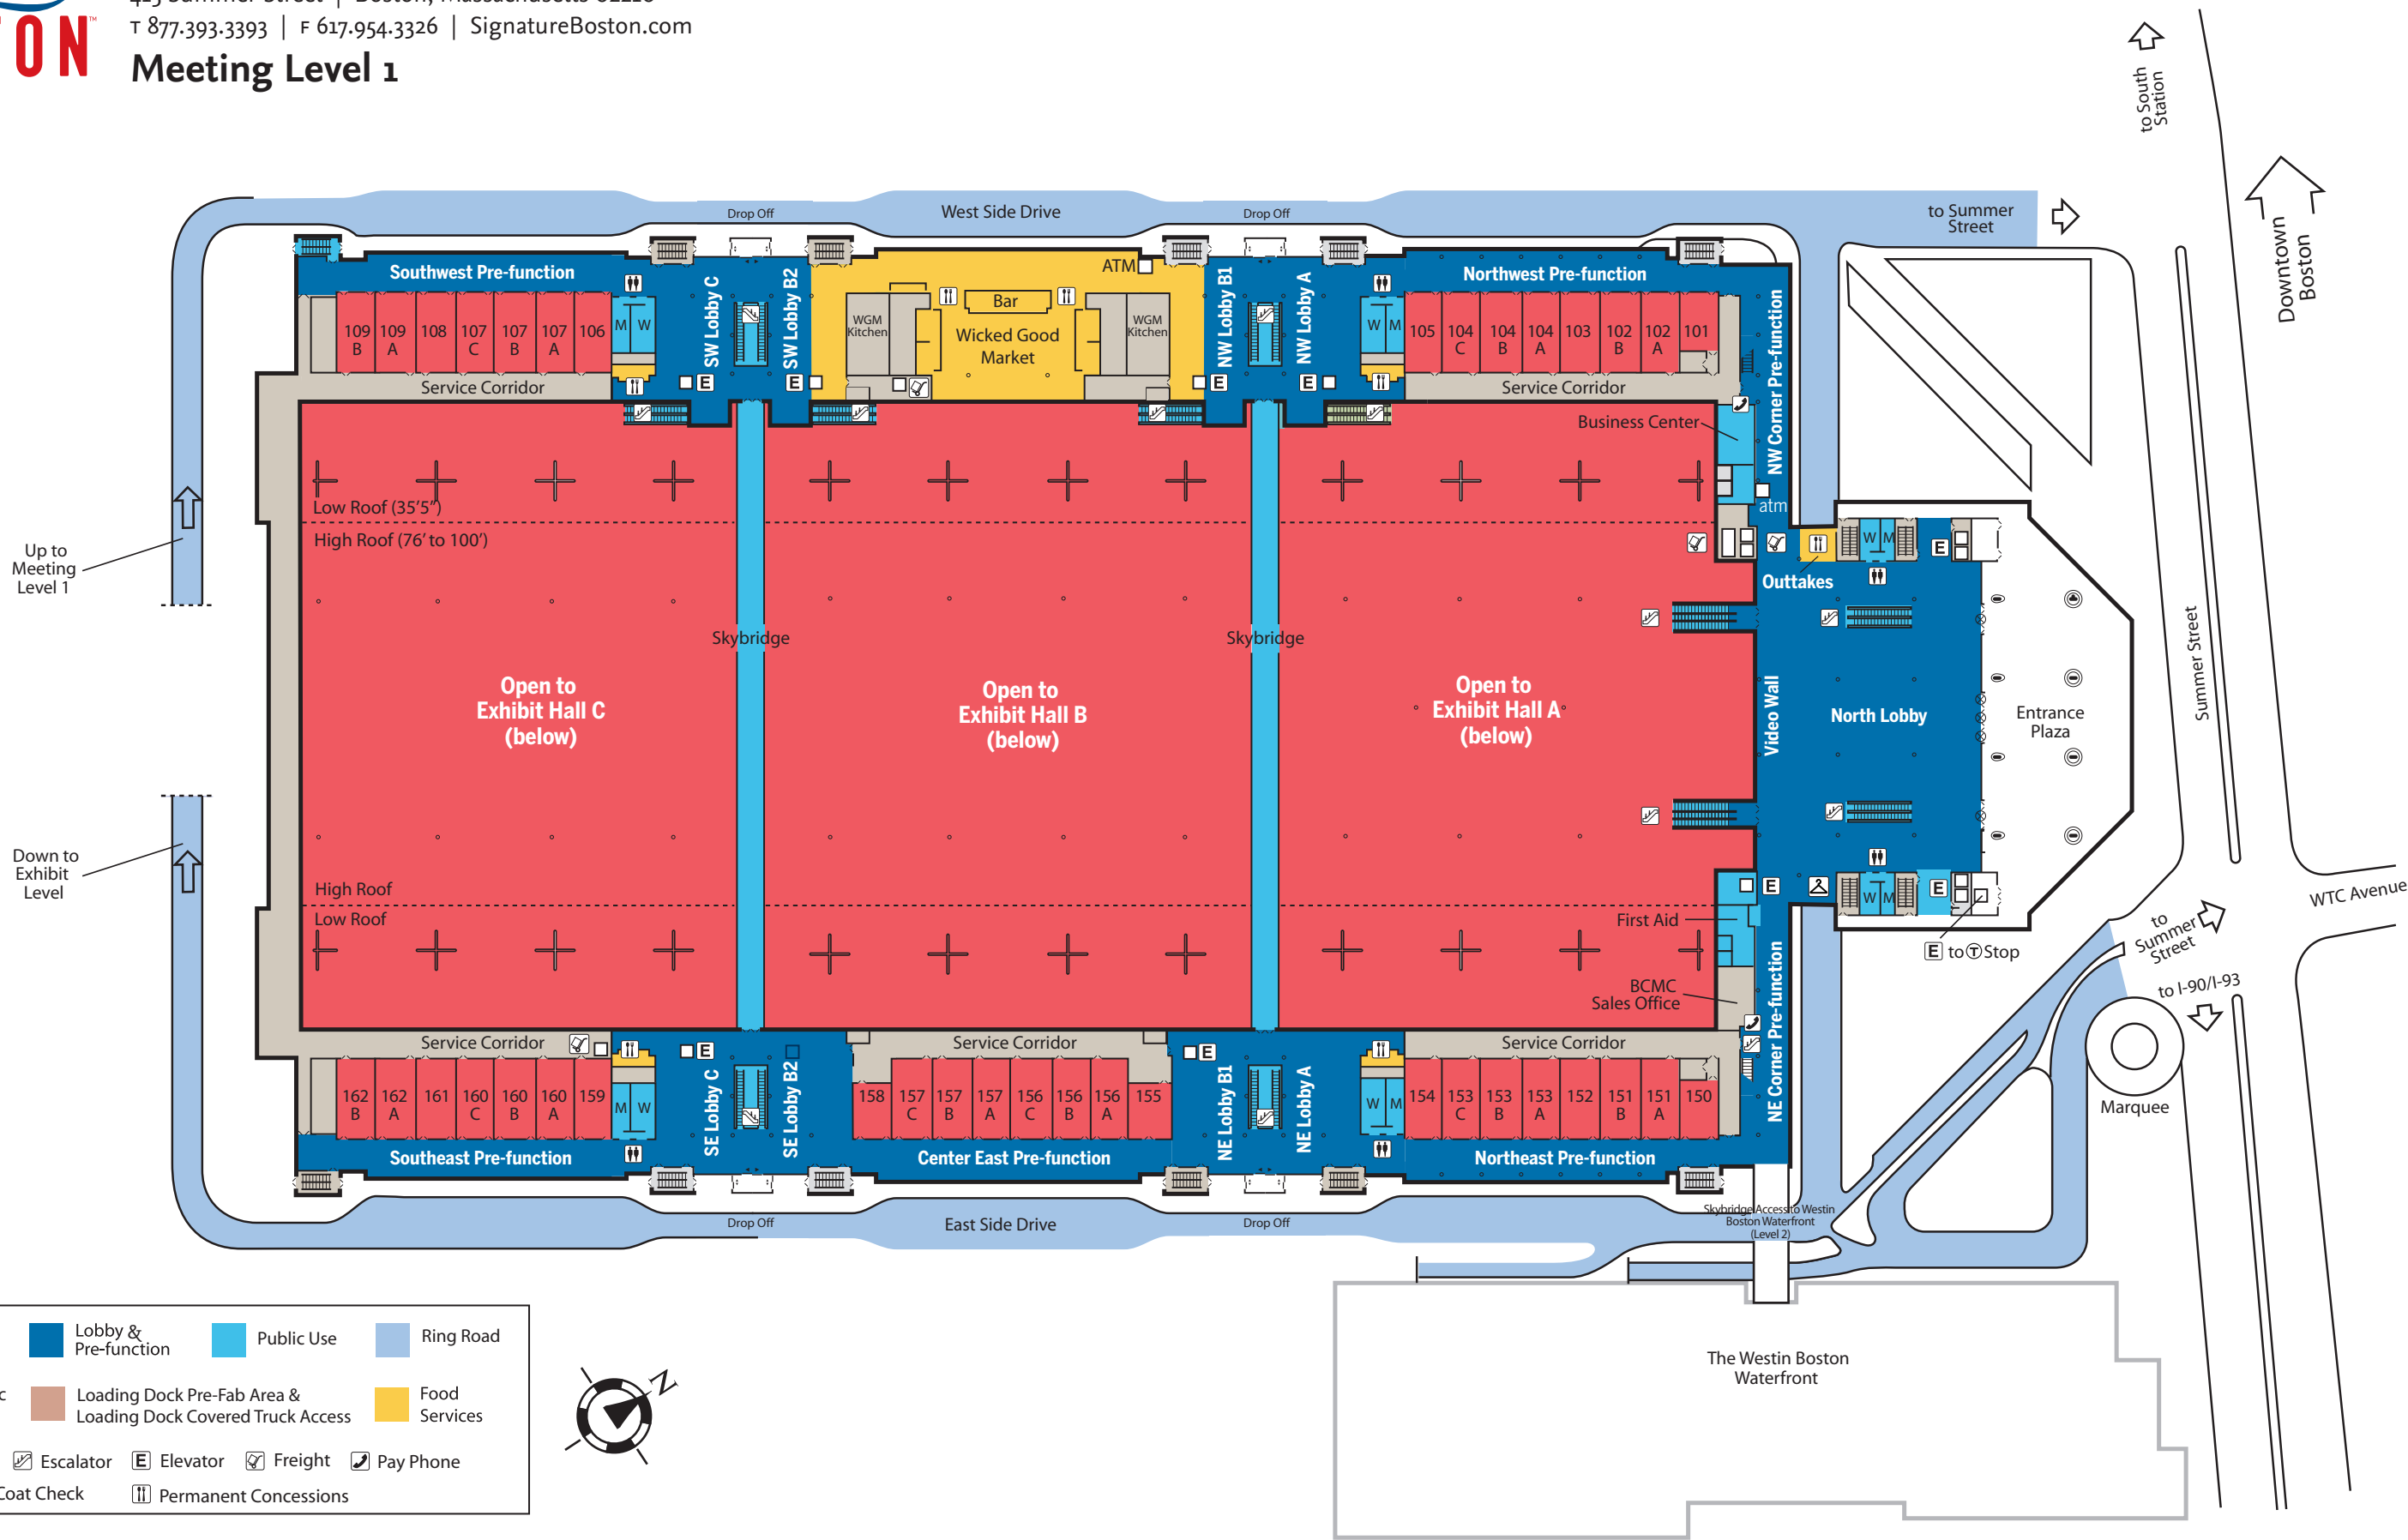 T 877.393.3393 | F 617.954.3326 | SignatureBoston.com
TON™
Meeting Level 1
to South
Station
Downtown
Boston
Drop Off
West Side Drive
Drop Off
to Summer
Street
Southwest Pre-function
SW Lobby C
SW Lobby B2
ATM
Bar
WGM
Kitchen
Wicked Good
Market
WGM
Kitchen
NW Lobby B1
NW Lobby A
Northwest Pre-function
NW Corner Pre-function
109 B
109 A
108
107 C
107 B
107 A
106
M W
W M
105
104 C
104 B
104 A
103
102 B
102 A
101
E
E
E
E
Service Corridor
Service Corridor
Business Center
atm
Low Roof (35'5")
High Roof (76' to 100')
Up to
Meeting
Level 1
W M
E
Outtakes
Skybridge
Skybridge
Summer Street
Open to
Exhibit Hall C
(below)
Open to
Exhibit Hall B
(below)
Open to
Exhibit Hall A
(below)
Video Wall
North Lobby
Entrance
Plaza
Down to
Exhibit
Level
High Roof
Low Roof
E
W M
E
First Aid
WTC Avenue
to
Summer
Street
E to T Stop
to I-90/I-93
BCMC
Sales Office
NE Corner Pre-function
Service Corridor
Service Corridor
Service Corridor
E
E
162 B
162 A
161
160 C
160 B
160 A
159
M W
SE Lobby C
SE Lobby B2
158
157 C
157 B
157 A
156 C
156 B
156 A
155
NE Lobby B1
NE Lobby A
W M
154
153 C
153 B
153 A
152
151 B
151 A
150
Marquee
Southeast Pre-function
Center East Pre-function
Northeast Pre-function
Drop Off
East Side Drive
Drop Off
Skybridge Access to Westin
Boston Waterfront
(Level 2)
The Westin Boston
Waterfront
Lobby &
Pre-function
Public Use
Ring Road
Loading Dock Pre-Fab Area &
Loading Dock Covered Truck Access
Food
Services
Escalator
E Elevator
Freight
Pay Phone
Coat Check
Permanent Concessions
N